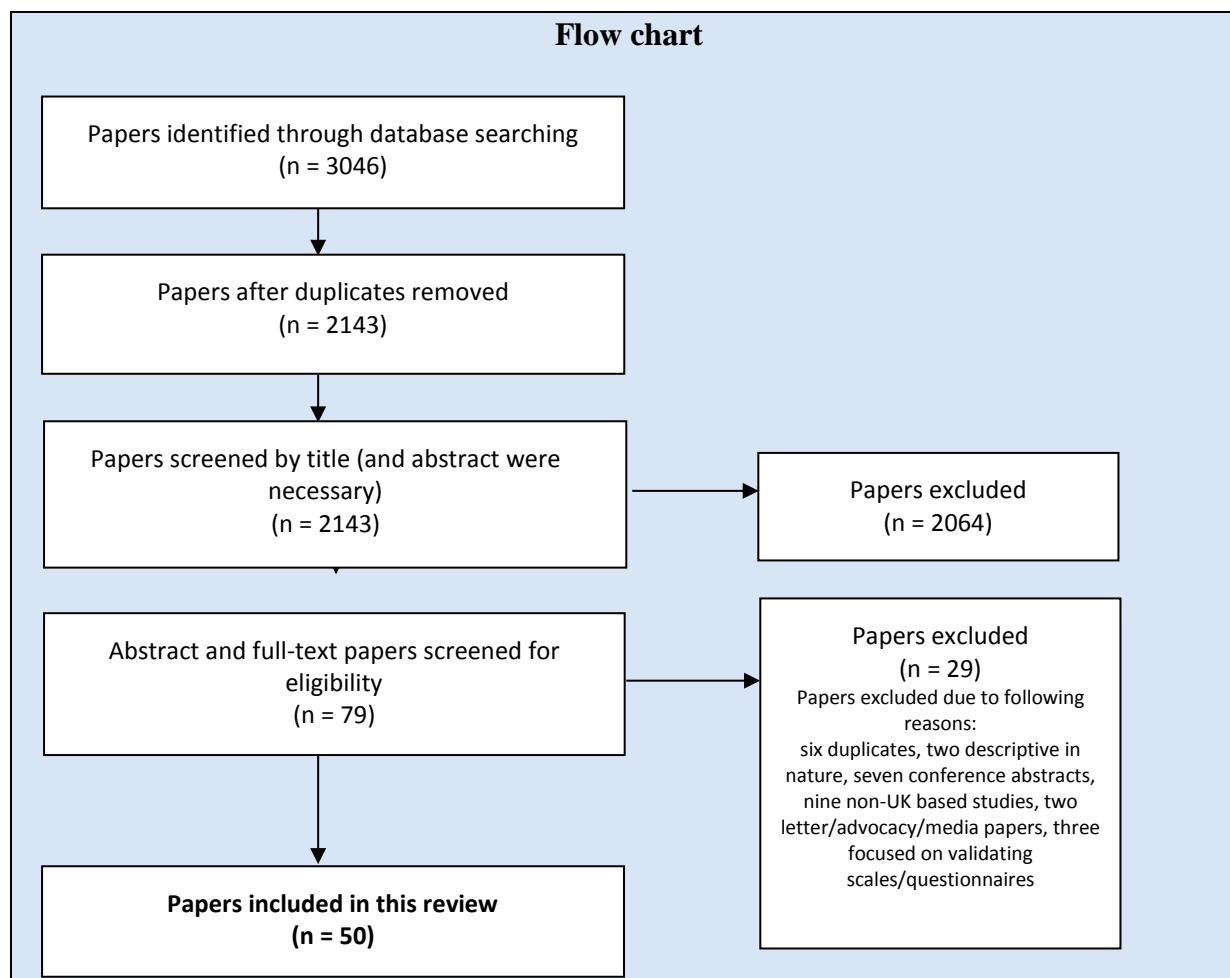 Flow chart
Papers identified through database searching
(n = 3046)
Papers after duplicates removed
(n = 2143)
Papers screened by title (and abstract were
necessary)
(n = 2143)
Papers excluded
(n = 2064)
Abstract and full-text papers screened for
eligibility
(n = 79)
Papers excluded
(n = 29)
Papers excluded due to following
reasons:
six duplicates, two descriptive in
nature, seven conference abstracts,
nine non-UK based studies, two
letter/advocacy/media papers, three
focused on validating
scales/questionnaires
Papers included in this review
(n = 50)